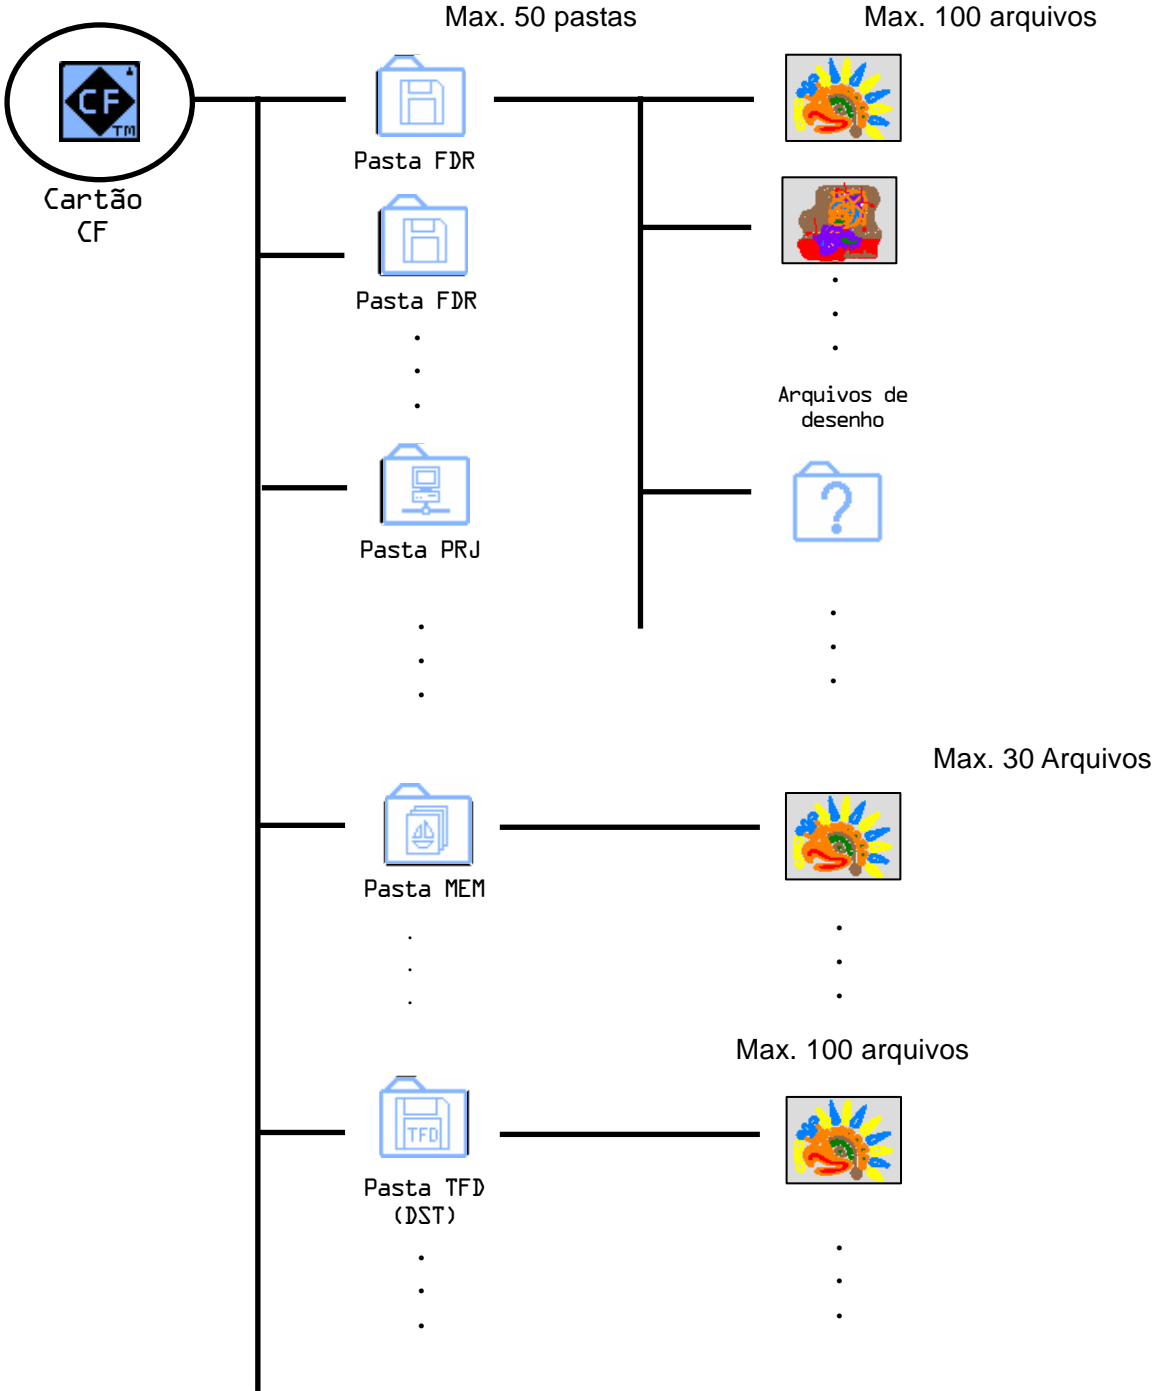 Max. 50 pastas
Max. 100 arquivos
CF
TM
Cartão
CF
Pasta FDR
Pasta FDR
Arquivos de
desenho
?
Pasta PRJ
Max. 30 Arquivos
Pasta MEM
Max. 100 arquivos
TFD
Pasta TFD
(DST)